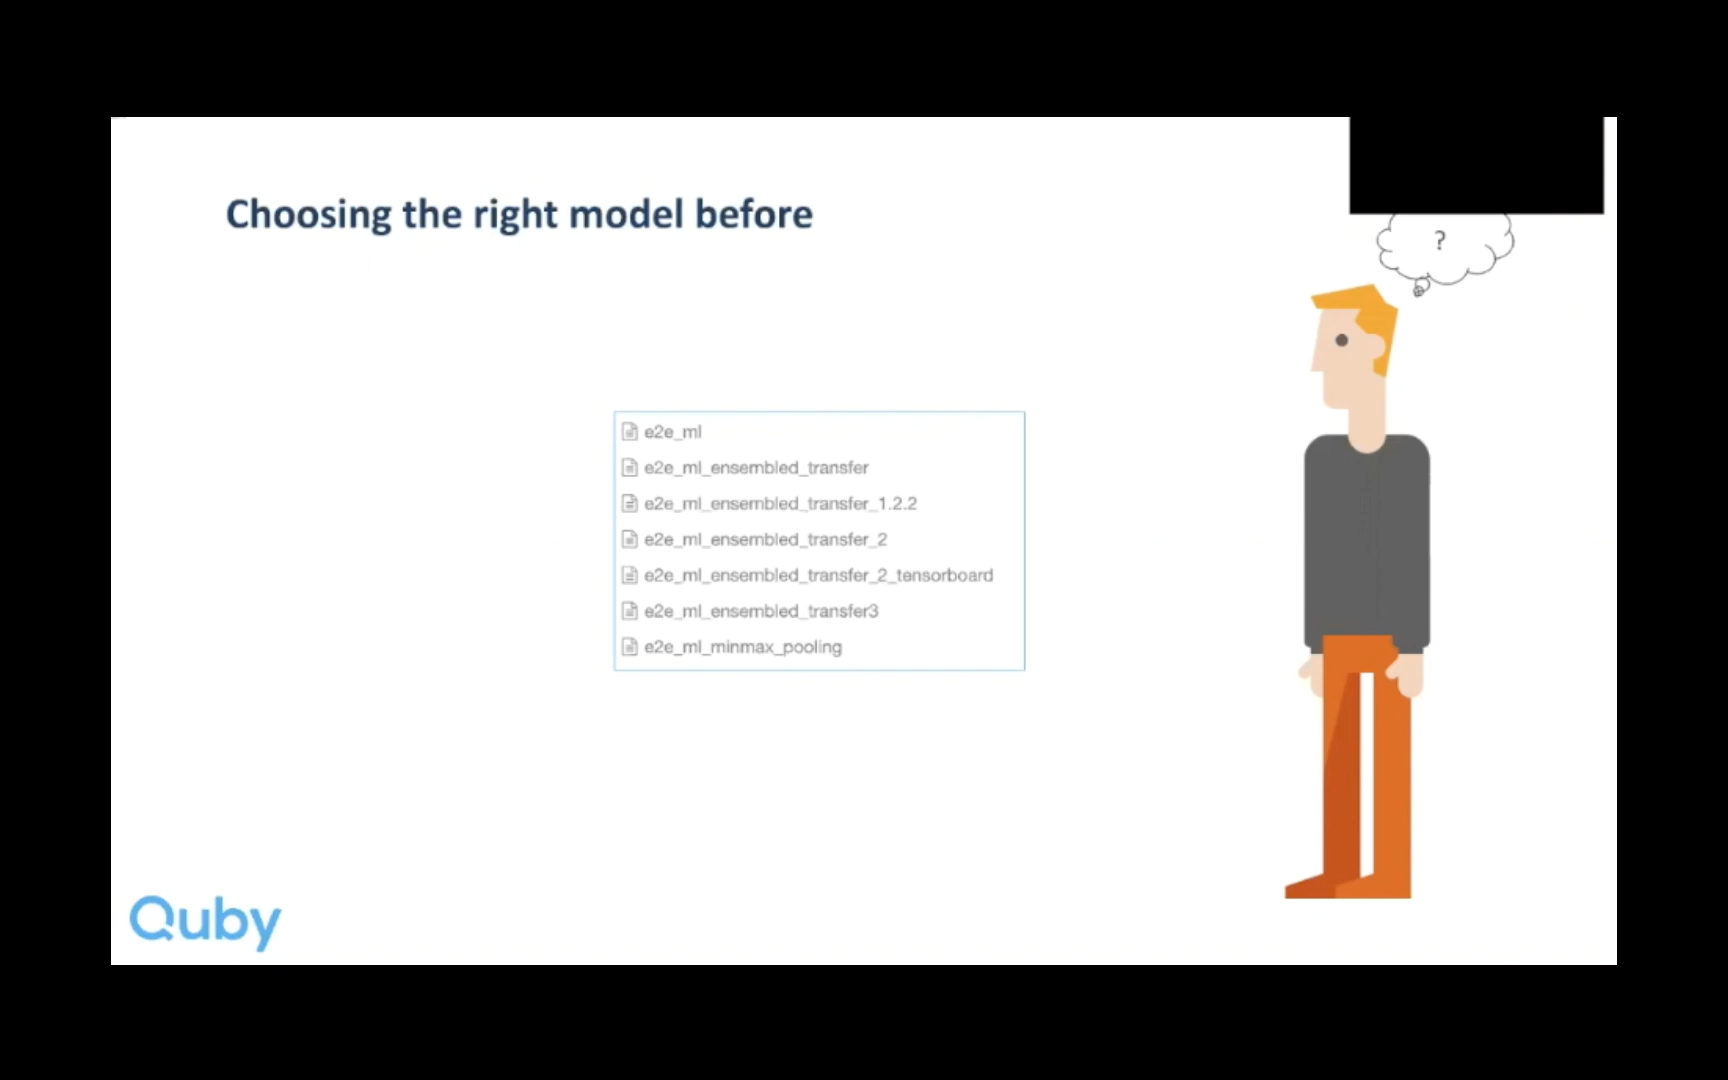 Choosing the right model before
?
e2e_ml
e2e_ml_ensembled_transfer
e2e_ml_ensembled_transfer_1.2.2
e2e_ml_ensembled_transfer_2
e2e_ml_ensembled_transfer_2_tensorboard
e2e_ml_ensembled_transfer3
e2e_ml_minmax_pooling
Quby